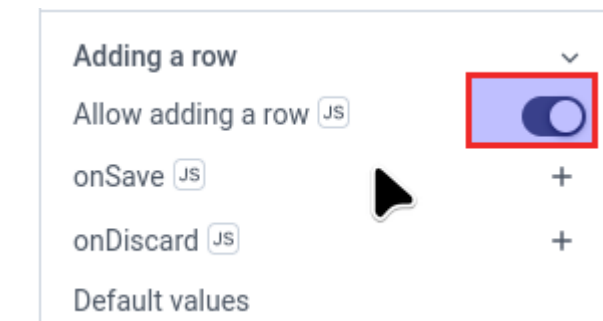 Adding a row
Allow adding a row JS
onSave JS
onDiscard JS
Default values